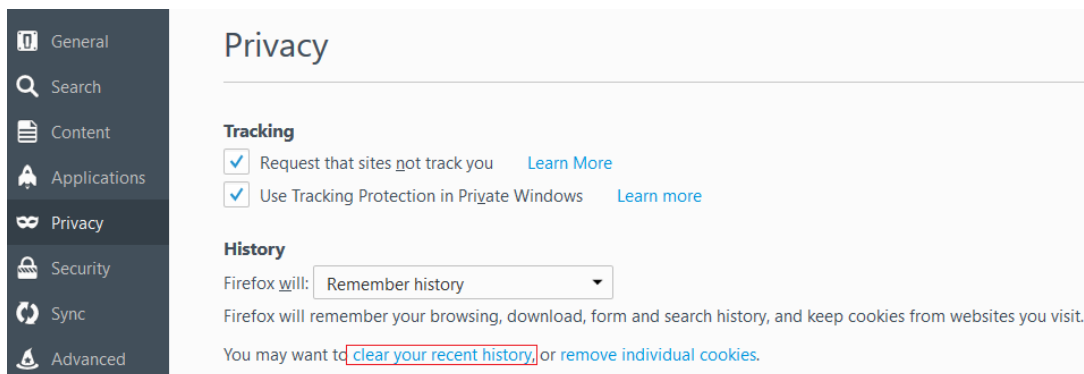 General
Search
Content
Applications
Privacy
Security
Sync
Advanced
Privacy
Tracking
Request that sites not track you Learn More
Use Tracking Protection in Private Windows Learn more
History
Firefox will: Remember history
Firefox will remember your browsing, download, form and search history, and keep cookies from websites you visit.
You may want to clear your recent history, or remove individual cookies.